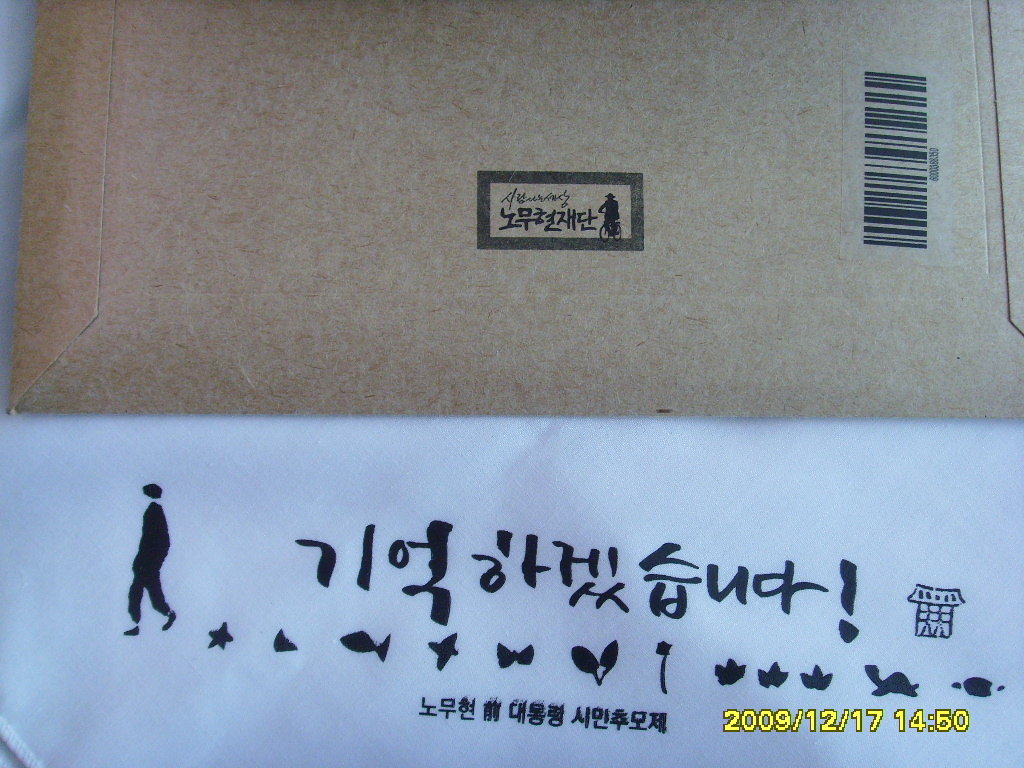 사람사는세상
노무현재단
기억하겠습니다!
노무현 前 대통령 시민추모제
2009/12/17 14:50